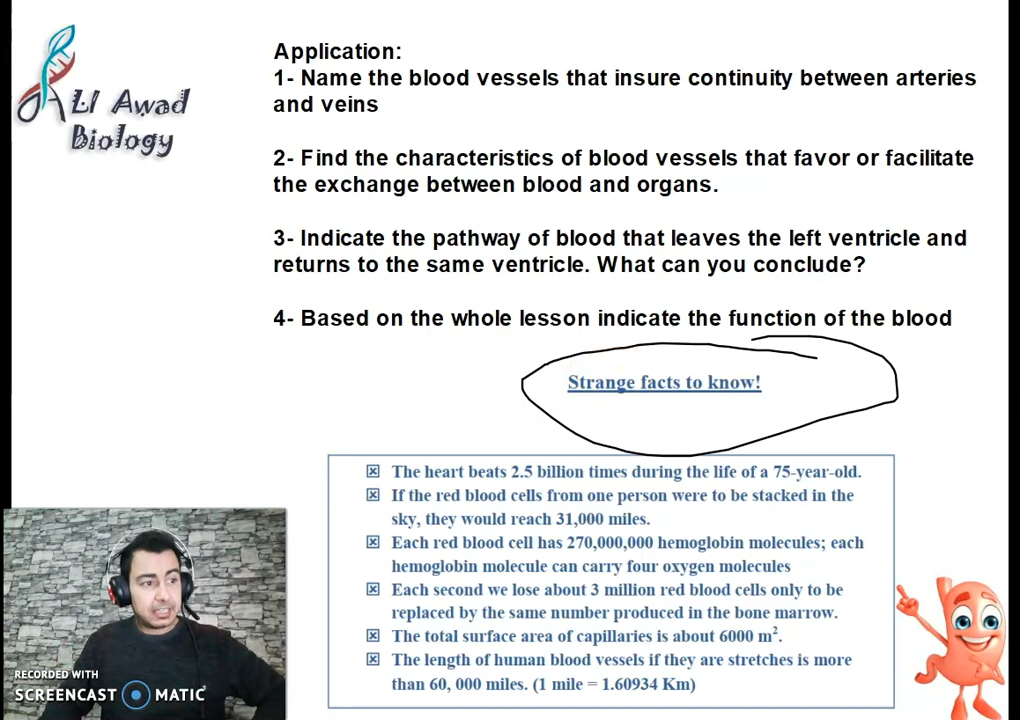 ALI Awad
Biology
Application:
1- Name the blood vessels that insure continuity between arteries
and veins
2- Find the characteristics of blood vessels that favor or facilitate
the exchange between blood and organs.
3- Indicate the pathway of blood that leaves the left ventricle and
returns to the same ventricle. What can you conclude?
4- Based on the whole lesson indicate the function of the blood
Strange facts to know!
The heart beats 2.5 billion times during the life of a 75-year-old.
If the red blood cells from one person were to be stacked in the
sky, they would reach 31,000 miles.
Each red blood cell has 270,000,000 hemoglobin molecules; each
hemoglobin molecule can carry four oxygen molecules
Each second we lose about 3 million red blood cells only to be
replaced by the same number produced in the bone marrow.
The total surface area of capillaries is about 6000 m².
The length of human blood vessels if they are stretches is more
than 60, 000 miles. (1 mile = 1.60934 Km)
RECORDED WITH
SCREENCAST MATIC